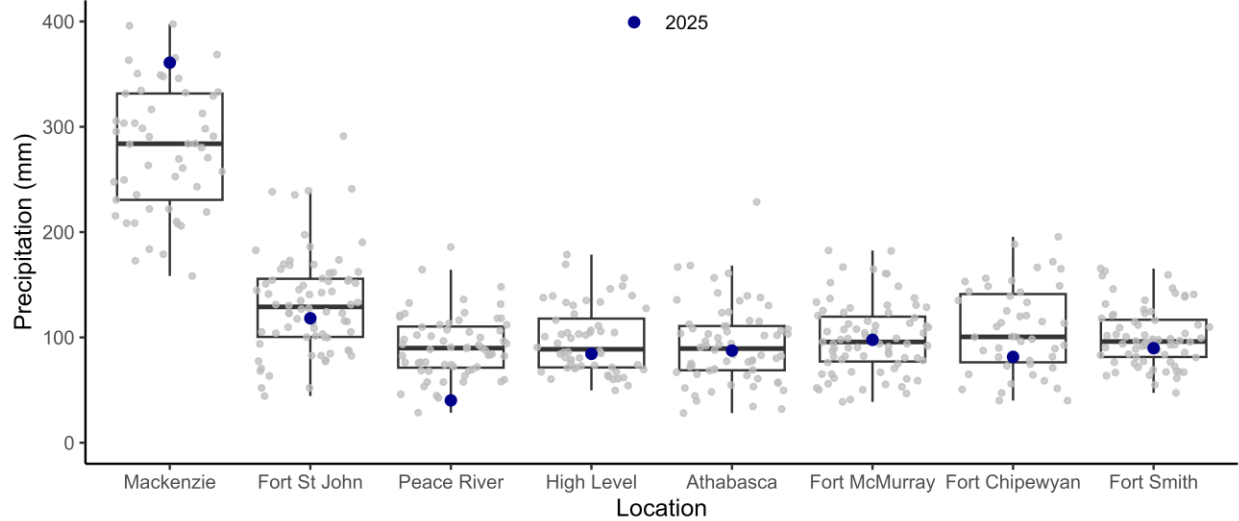 2025
Precipitation (mm)
400
300
200
100
0
Mackenzie Fort St John Peace River High Level Athabasca Fort McMurray Fort Chipewyan Fort Smith
Location